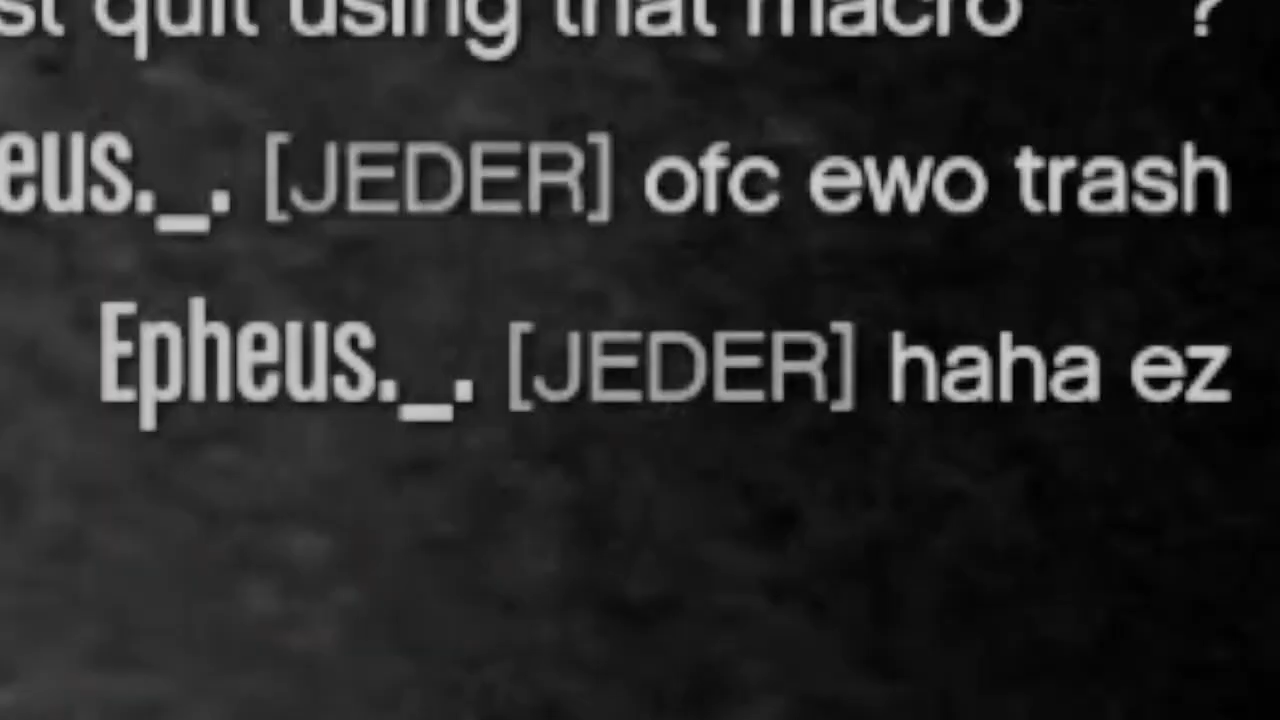 quit using that macro ?
eus._. [JEDER] ofc ewo trash
Epheus._. [JEDER] haha ez